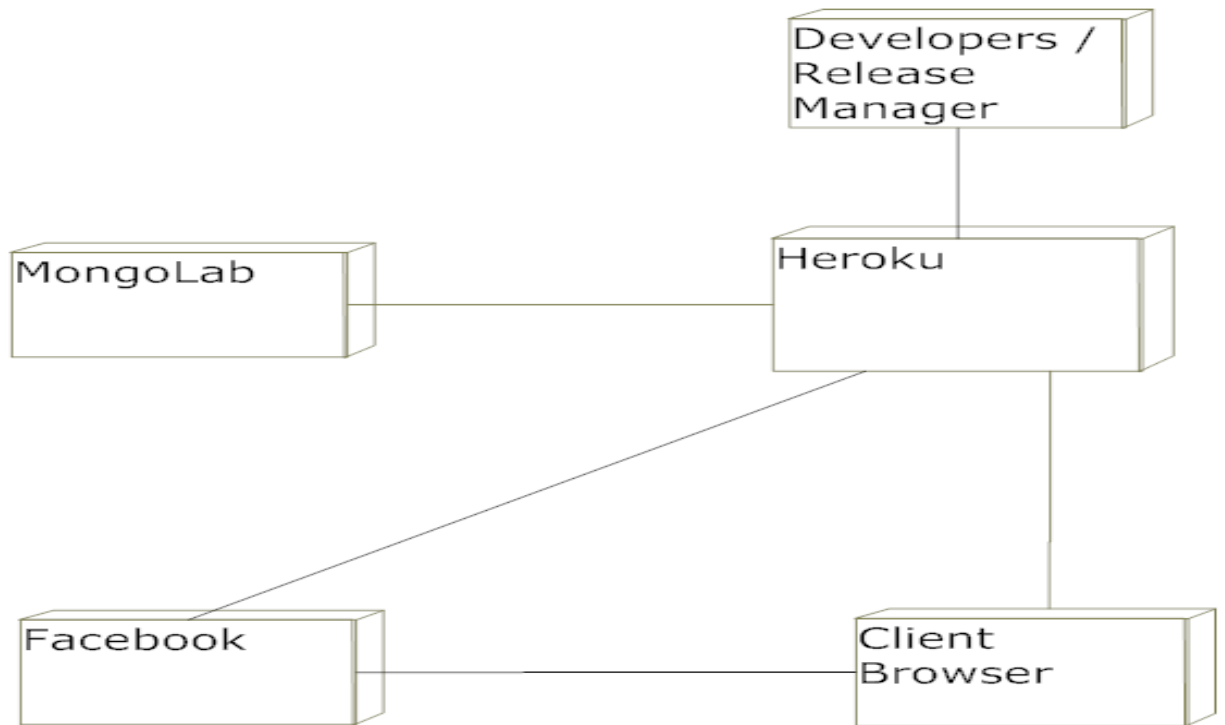 Developers /
Release
Manager
MongoLab
Heroku
Facebook
Client
Browser